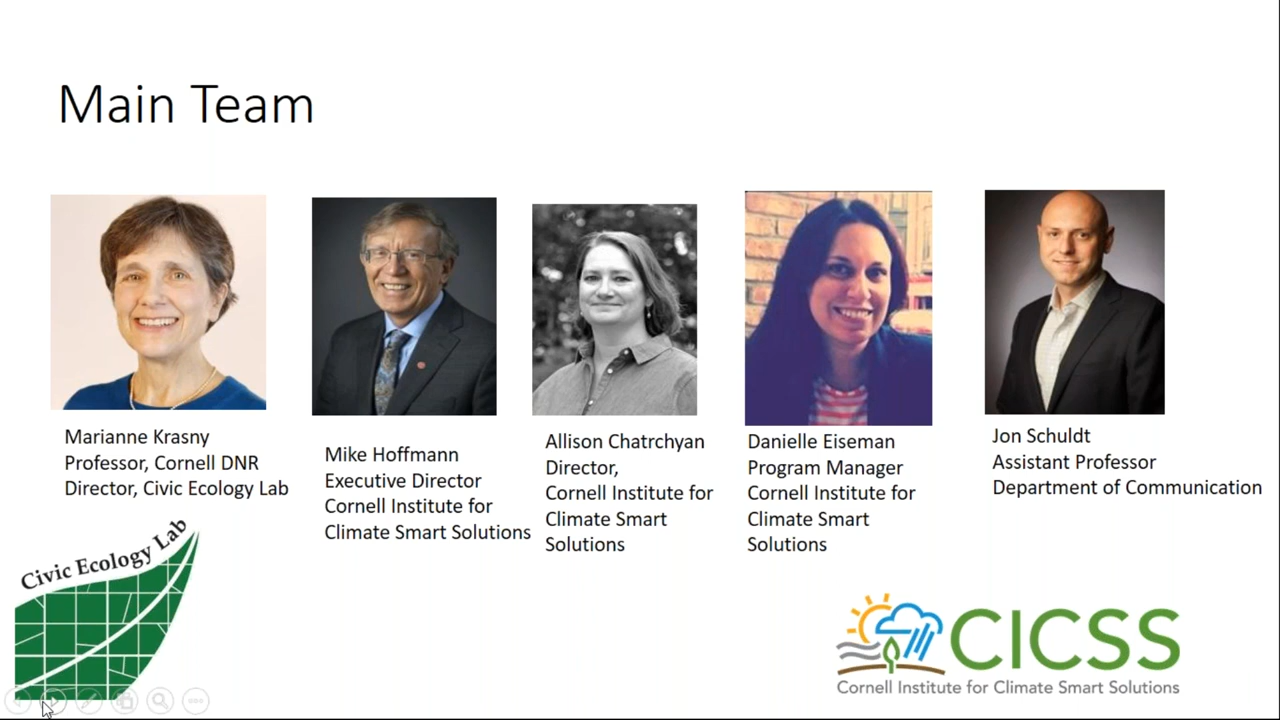 Main Team
Marianne Krasny
Professor, Cornell DNR
Director, Civic Ecology Lab
Mike Hoffmann
Executive Director
Cornell Institute for
Climate Smart Solutions
Allison Chatrchyan
Director,
Cornell Institute for
Climate Smart
Solutions
Danielle Eiseman
Program Manager
Cornell Institute for
Climate Smart
Solutions
Jon Schuldt
Assistant Professor
Department of Communication
Civic Ecology Lab
CICSS
Cornell Institute for Climate Smart Solutions